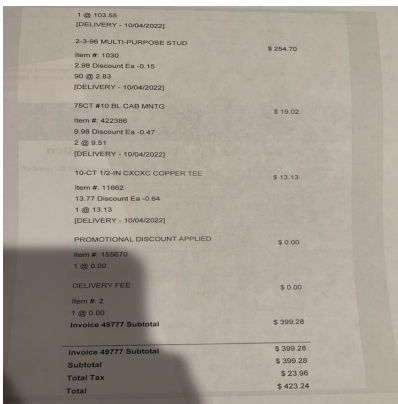 1 @ 103.55
[DELIVERY - 10/04/2022]
2-3-96 MULTI-PURPOSE STUD $ 254.70
Item #: 1030
2.98 Discount Ea -0.15
90 @ 2.83
[DELIVERY - 10/04/2022]
75CT #10 BL CAB MNTG $ 19.02
Item #: 422386
9.98 Discount Ea -0.47
2 @ 9.51
[DELIVERY - 10/04/2022]
10-CT 1/2-IN CXCXC COPPER TEE $ 13.13
Item #: 11662
13.77 Discount Ea -0.64
1 @ 13.13
[DELIVERY - 10/04/2022]
PROMOTIONAL DISCOUNT APPLIED $ 0.00
Item #: 155670
1 @ 0.00
DELIVERY FEE $ 0.00
Item #: 2
1 @ 0.00
Invoice 49777 Subtotal $ 399.28
Invoice 49777 Subtotal $ 399.28
Subtotal $ 399.28
Total Tax $ 23.96
Total $ 423.24